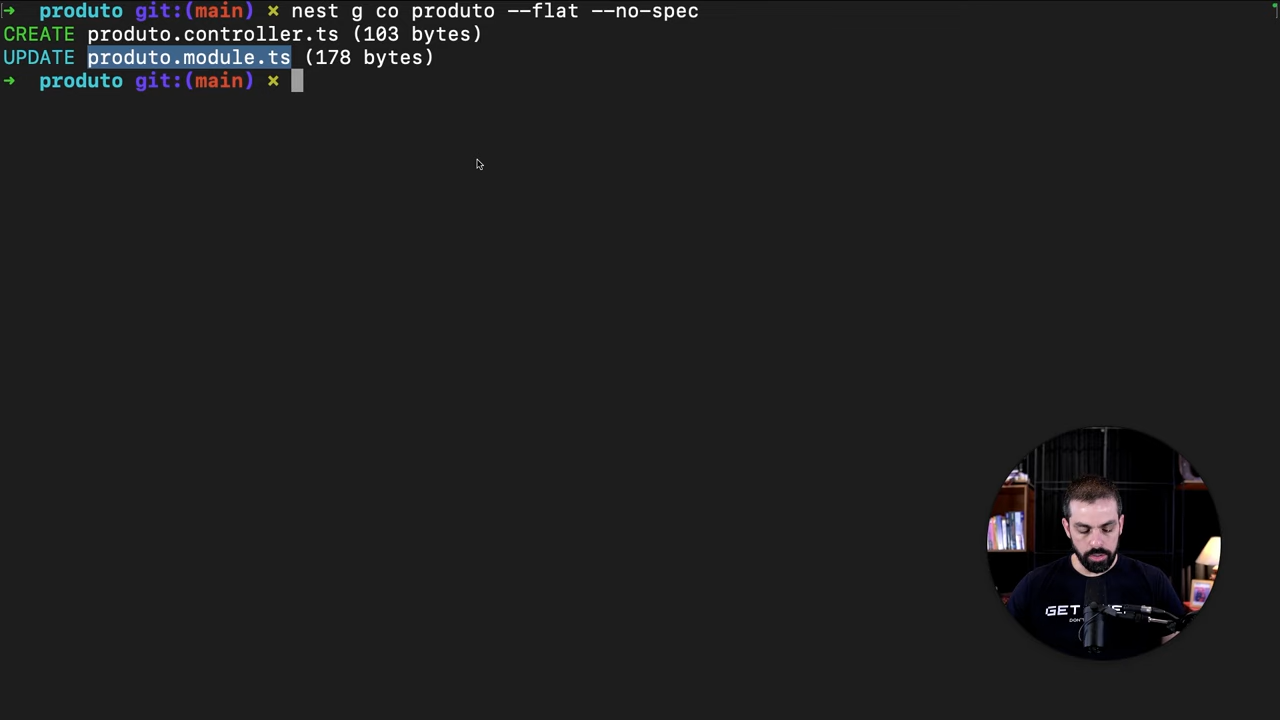 ➜ produto git:(main) ✗ nest g co produto --flat --no-spec
CREATE produto.controller.ts (103 bytes)
UPDATE produto.module.ts (178 bytes)
➜ produto git:(main) ✗
GET